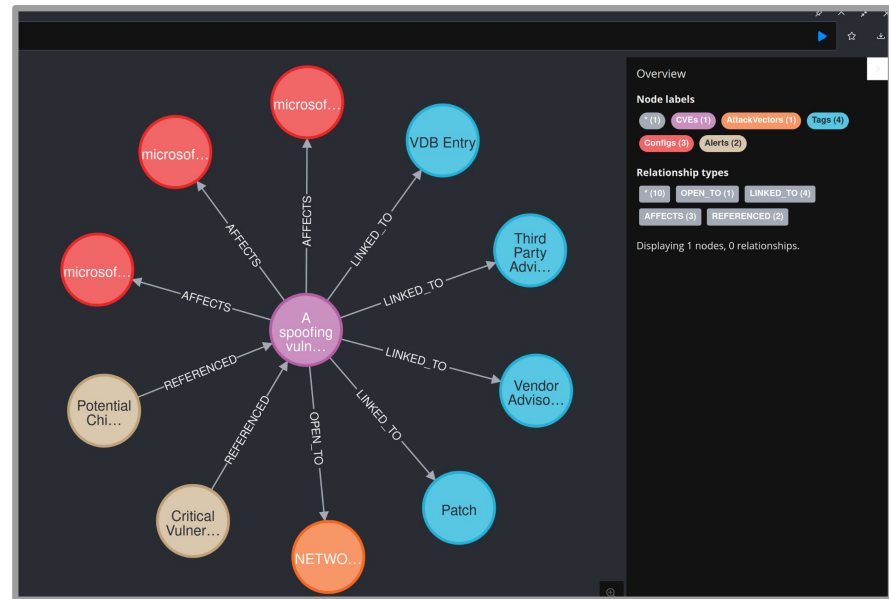 microsof...
microsof...
microsof...
VDB Entry
Third
Party
Advi...
Vendor
Adviso...
Patch
NETWO...
Critical
Vulner...
Potential
Chi...
A
spoofing
vuln...
AFFECTS
AFFECTS
AFFECTS
LINKED_TO
LINKED_TO
LINKED_TO
LINKED_TO
OPEN_TO
REFERENCED
REFERENCED
Overview
Node labels
* (1) CVEs (1) AttackVectors (1) Tags (4)
Configs (3) Alerts (2)
Relationship types
* (10) OPEN_TO (1) LINKED_TO (4)
AFFECTS (3) REFERENCED (2)
Displaying 1 nodes, 0 relationships.